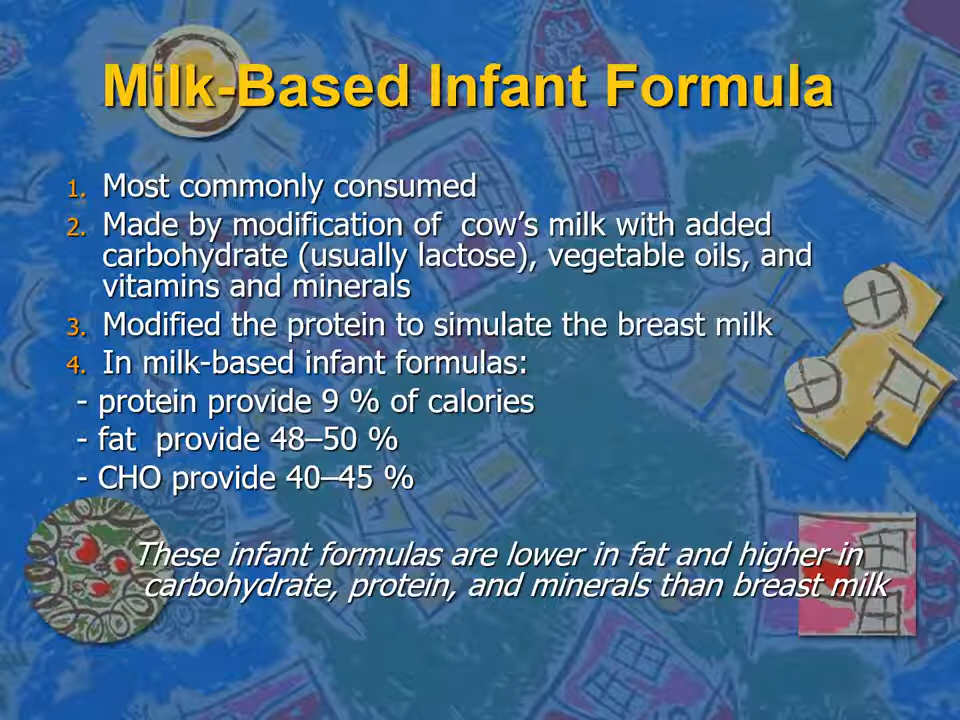 Milk-Based Infant Formula
1. Most commonly consumed
2. Made by modification of  cow’s milk with added
carbohydrate (usually lactose), vegetable oils, and
vitamins and minerals
3. Modified the protein to simulate the breast milk
4. In milk-based infant formulas:
- protein provide 9 % of calories
- fat  provide 48–50 %
- CHO provide 40–45 %
These infant formulas are lower in fat and higher in
carbohydrate, protein, and minerals than breast milk